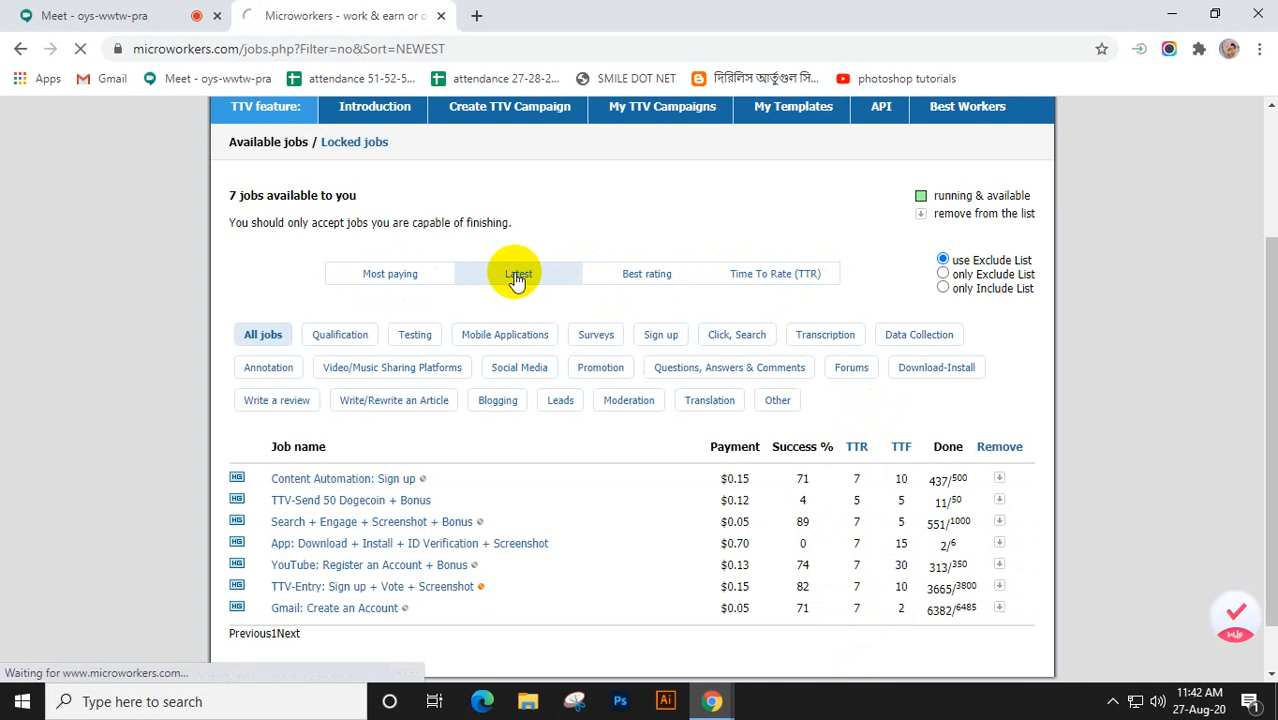 Meet - oys-wwtw-pra
Microworkers - work & earn or o
microworkers.com/jobs.php?Filter=no&Sort=NEWEST
Apps Gmail Meet - oys-wwtw-pra attendance 51-52-5... attendance 27-28-2... SMILE DOT NET দিরিলিস আর্তুগুল সি... photoshop tutorials
TTV feature: Introduction Create TTV Campaign My TTV Campaigns My Templates API Best Workers
Available jobs / Locked jobs
7 jobs available to you
running & available
remove from the list
You should only accept jobs you are capable of finishing.
Most paying Latest Best rating Time To Rate (TTR)
use Exclude List
only Exclude List
only Include List
All jobs Qualification Testing Mobile Applications Surveys Sign up Click, Search Transcription Data Collection
Annotation Video/Music Sharing Platforms Social Media Promotion Questions, Answers & Comments Forums Download-Install
Write a review Write/Rewrite an Article Blogging Leads Moderation Translation Other
Job name Payment Success % TTR TTF Done Remove
HG Content Automation: Sign up $0.15 71 7 10 437/500
HG TTV-Send 50 Dogecoin + Bonus $0.12 4 5 5 11/50
HG Search + Engage + Screenshot + Bonus $0.05 89 7 5 551/1000
HG App: Download + Install + ID Verification + Screenshot $0.70 0 7 15 2/6
HG YouTube: Register an Account + Bonus $0.13 74 7 30 313/350
HG TTV-Entry: Sign up + Vote + Screenshot $0.15 82 7 10 3665/3800
HG Gmail: Create an Account $0.05 71 7 2 6382/6485
Previous1Next
Waiting for www.microworkers.com...
Type here to search
Ps Ai
11:42 AM
27-Aug-20
1